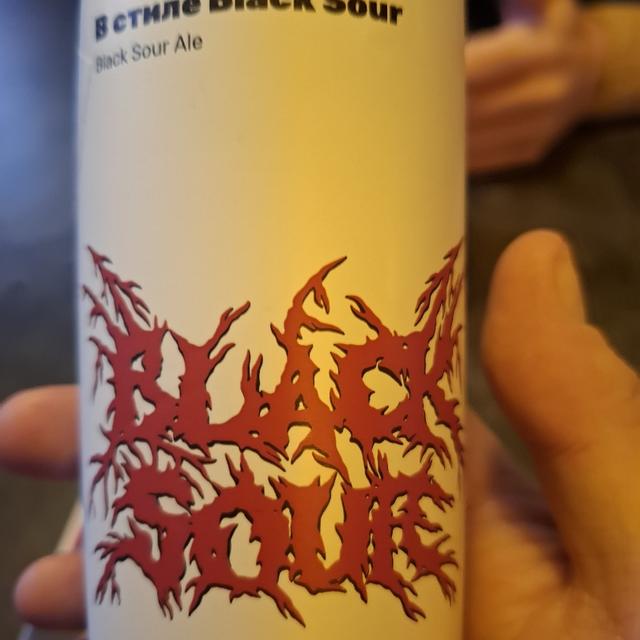 В стиле Black Sour
Black Sour Ale
BLACK
SOUR